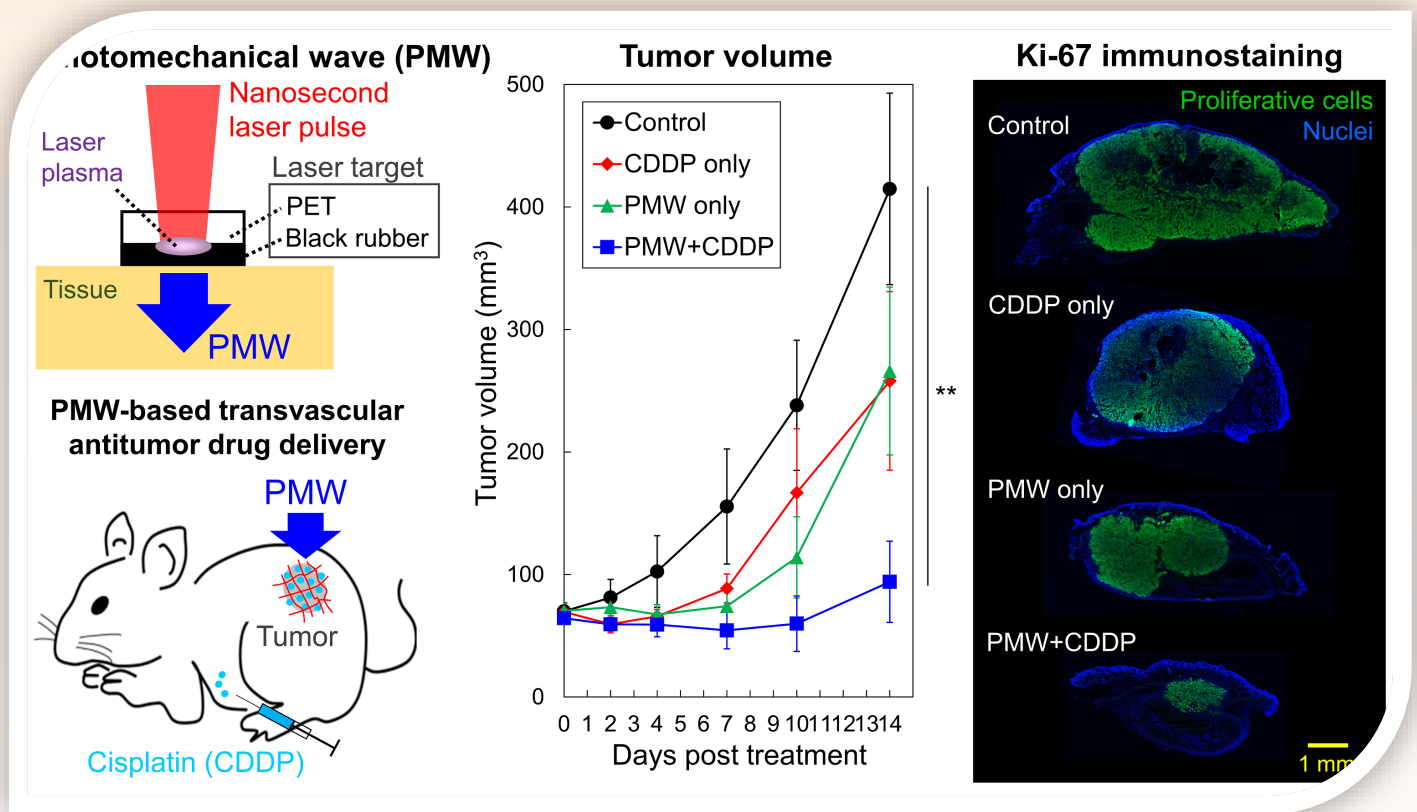 hotomechanical wave (PMW)
Nanosecond
laser pulse
Laser
plasma
Laser target
PET
Black rubber
Tissue
PMW
PMW-based transvascular
antitumor drug delivery
PMW
Tumor
Cisplatin (CDDP)
Tumor volume
500
400
300
200
100
0
Tumor volume (mm³)
Control
CDDP only
PMW only
PMW+CDDP
**
0 1 2 3 4 5 6 7 8 9 10 11 12 13 14
Days post treatment
Ki-67 immunostaining
Proliferative cells
Nuclei
Control
CDDP only
PMW only
PMW+CDDP
1 mm